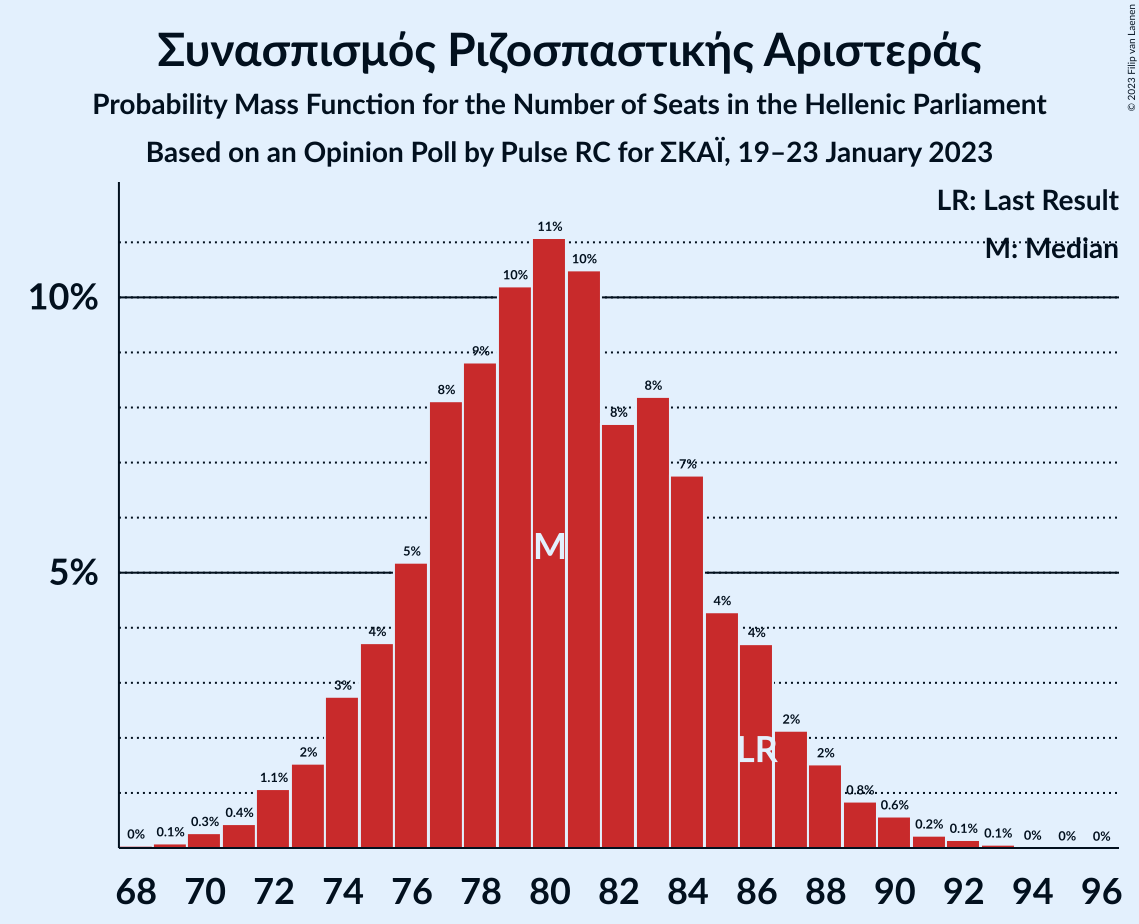 Συνασπισμός Ριζοσπαστικής Αριστεράς
Probability Mass Function for the Number of Seats in the Hellenic Parliament
Based on an Opinion Poll by Pulse RC for ΣΚΑΪ, 19–23 January 2023
© 2023 Filip van Laenen
LR: Last Result
M: Median
10%
5%
0% 0.1% 0.3% 0.4% 1.1% 2% 3% 4% 5% 8% 9% 10% 11% 10% 8% 8% 7% 4% 4% 2% 2% 0.8% 0.6% 0.2% 0.1% 0.1% 0% 0% 0%
M
LR
68 70 72 74 76 78 80 82 84 86 88 90 92 94 96